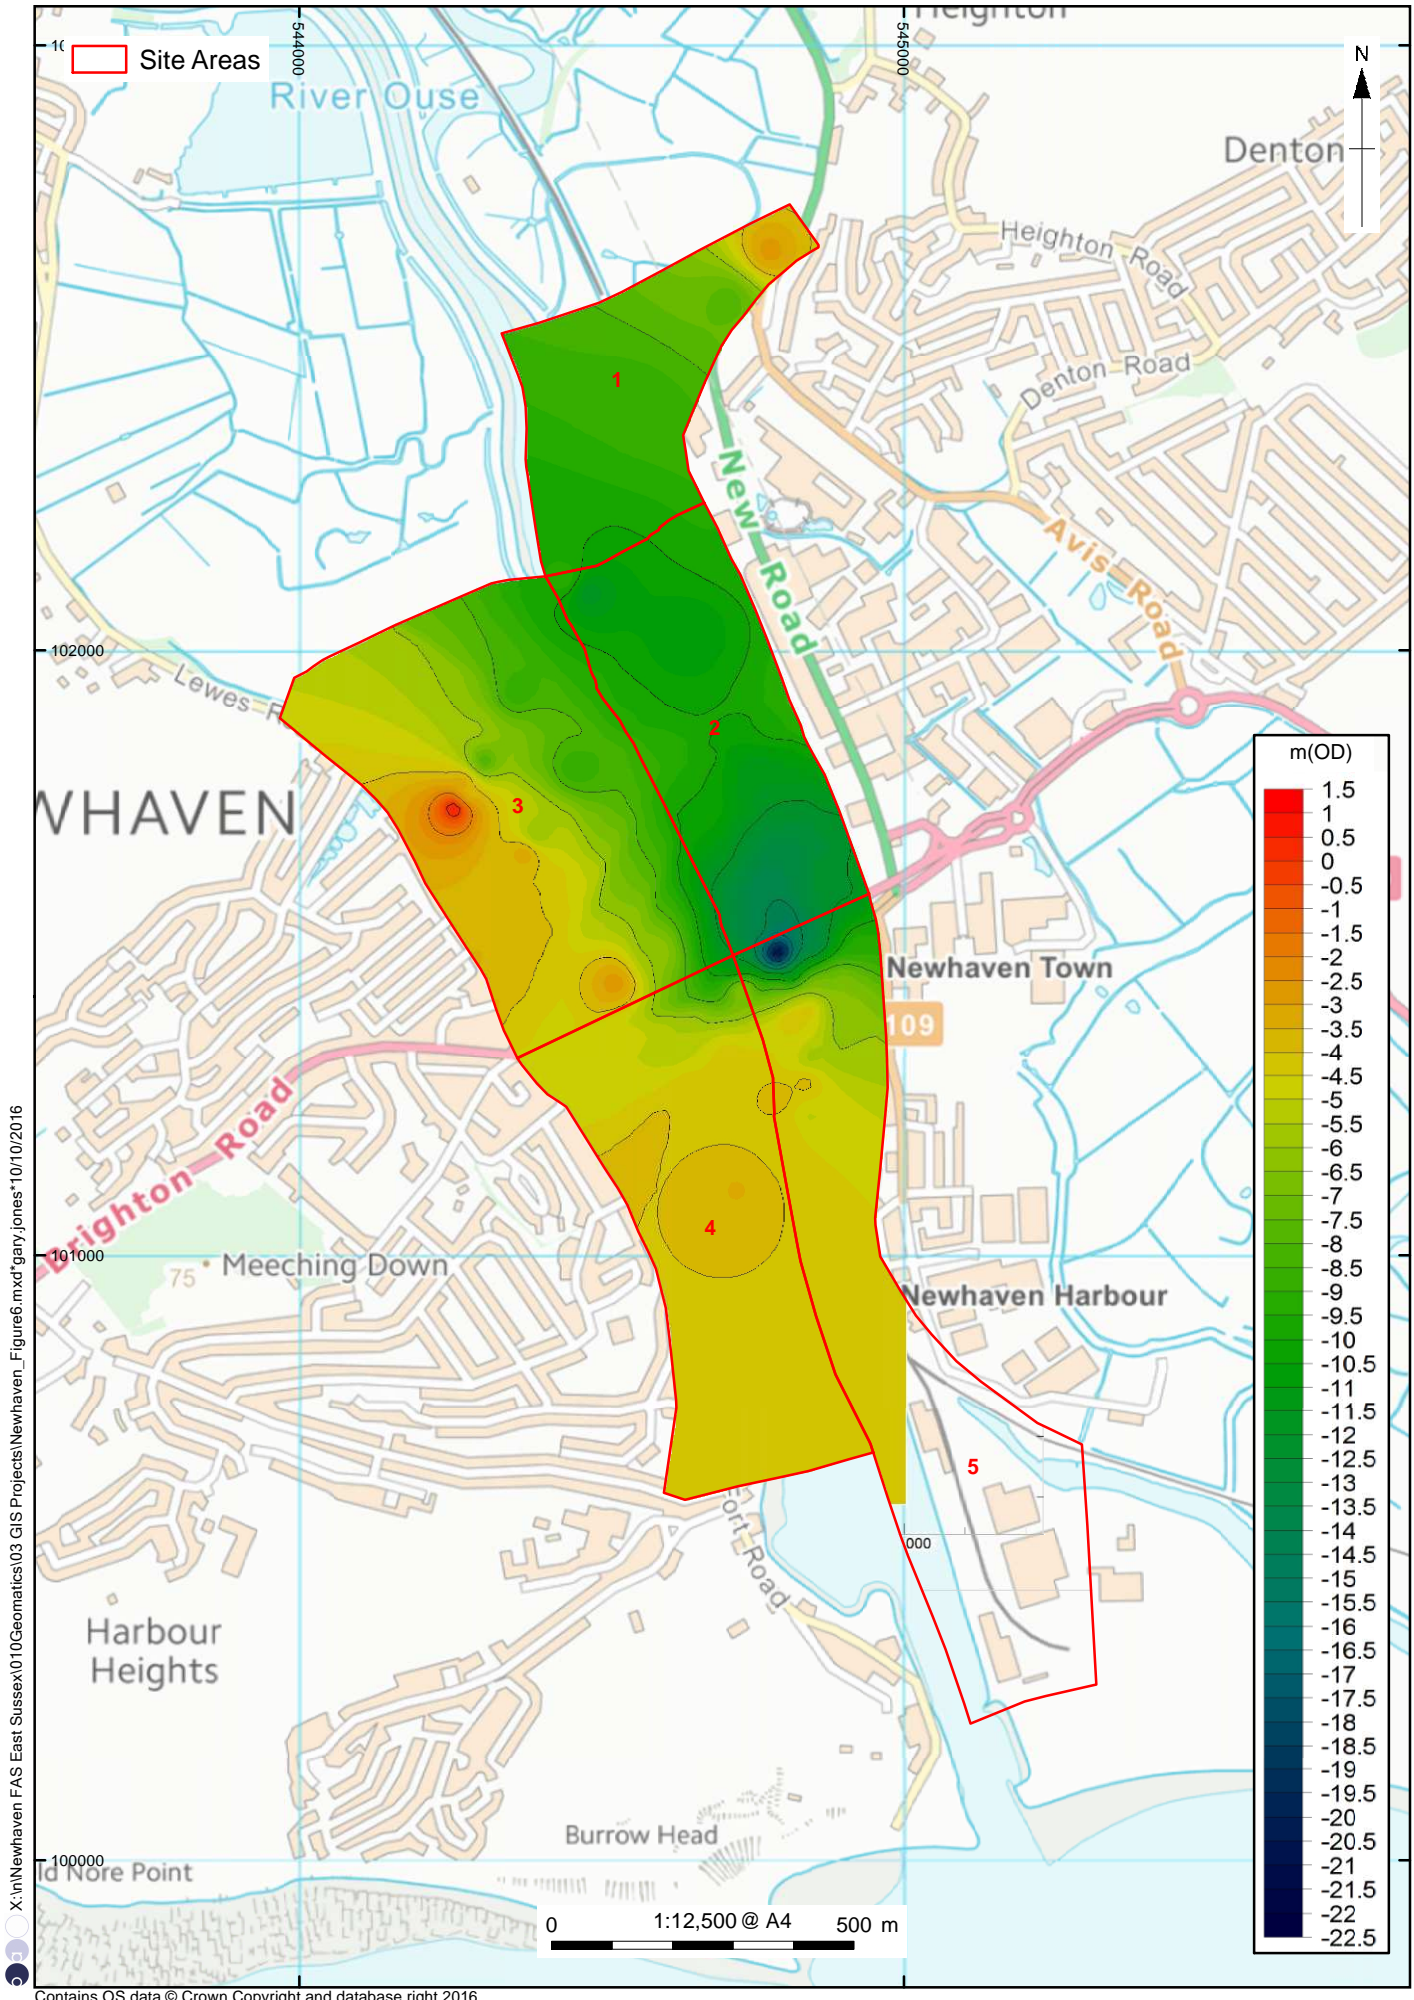 Site Areas
544000
545000
N
River Ouse
Denton
Heighton Road
Denton Road
New Road
Avis Road
102000
Lewes
WHAVEN
1
2
3
4
5
m(OD)
1.5
1
0.5
0
-0.5
-1
-1.5
-2
-2.5
-3
-3.5
-4
-4.5
-5
-5.5
-6
-6.5
-7
-7.5
-8
-8.5
-9
-9.5
-10
-10.5
-11
-11.5
-12
-12.5
-13
-13.5
-14
-14.5
-15
-15.5
-16
-16.5
-17
-17.5
-18
-18.5
-19
-19.5
-20
-20.5
-21
-21.5
-22
-22.5
Newhaven Town
109
Brighton Road
101000
75
Meeching Down
Newhaven Harbour
000
ort Road
Harbour
Heights
Burrow Head
100000
ld Nore Point
0 1:12,500 @ A4 500 m
X:\n\Newhaven FAS East Sussex\010Geomatics\03 GIS Projects\Newhaven_Figure6.mxd*gary.jones*10/10/2016
Contains OS data © Crown Copyright and database right 2016